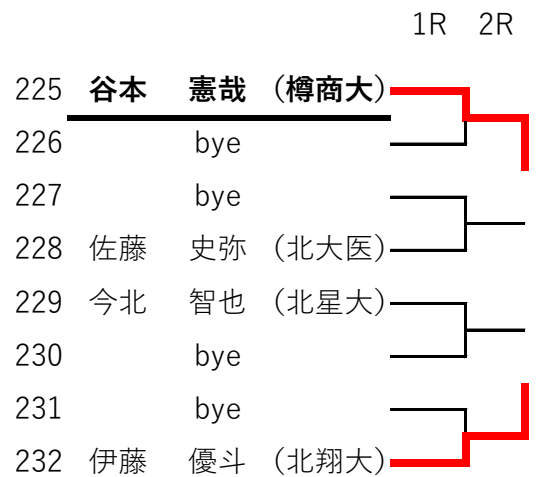 1R 2R
225 谷本 憲哉 （樽商大）
226 bye
227 bye
228 佐藤 史弥 （北大医）
229 今北 智也 （北星大）
230 bye
231 bye
232 伊藤 優斗 （北翔大）